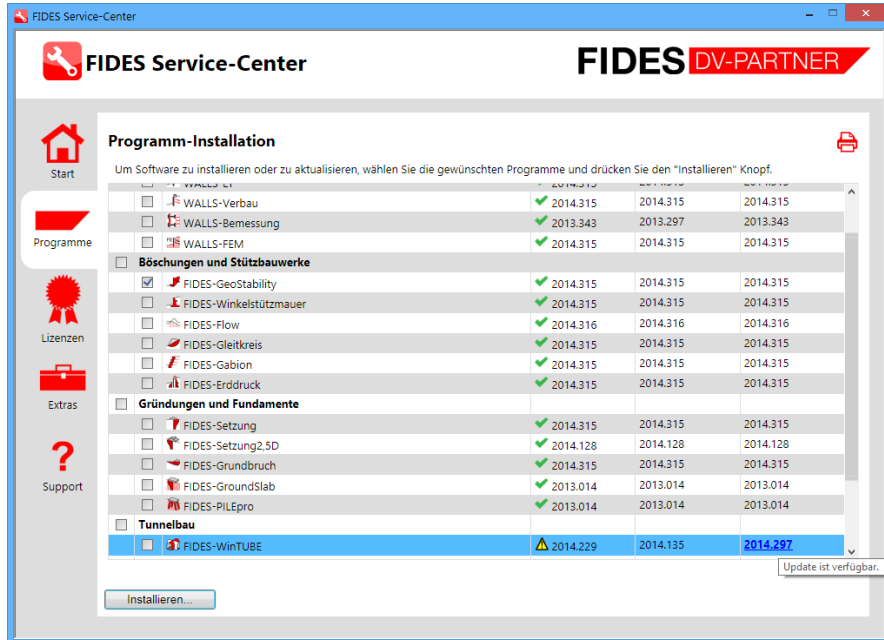 FIDES Service-Center
FIDES Service-Center
FIDES DV-PARTNER
Start
Programme
Lizenzen
Extras
Support
Programm-Installation
Um Software zu installieren oder zu aktualisieren, wählen Sie die gewünschten Programme und drücken Sie den "Installieren" Knopf.
WALLS-Verbau 2014.315 2014.315 2014.315
WALLS-Bemessung 2013.343 2013.297 2013.343
WALLS-FEM 2014.315 2014.315 2014.315
Böschungen und Stützbauwerke
FIDES-GeoStability 2014.315 2014.315 2014.315
FIDES-Winkelstützmauer 2014.315 2014.315 2014.315
FIDES-Flow 2014.316 2014.316 2014.316
FIDES-Gleitkreis 2014.315 2014.315 2014.315
FIDES-Gabion 2014.315 2014.315 2014.315
FIDES-Erddruck 2014.315 2014.315 2014.315
Gründungen und Fundamente
FIDES-Setzung 2014.315 2014.315 2014.315
FIDES-Setzung2,5D 2014.128 2014.128 2014.128
FIDES-Grundbruch 2014.315 2014.315 2014.315
FIDES-GroundSlab 2013.014 2013.014 2013.014
FIDES-PILEpro 2013.014 2013.014 2013.014
Tunnelbau
FIDES-WinTUBE 2014.229 2014.135 2014.297
Update ist verfügbar.
Installieren...